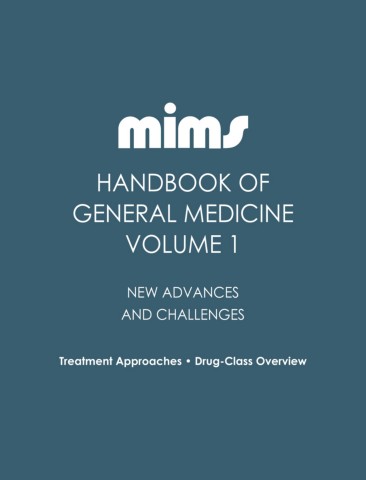 mims
HANDBOOK OF
GENERAL MEDICINE
VOLUME 1
NEW ADVANCES
AND CHALLENGES
Treatment Approaches • Drug-Class Overview